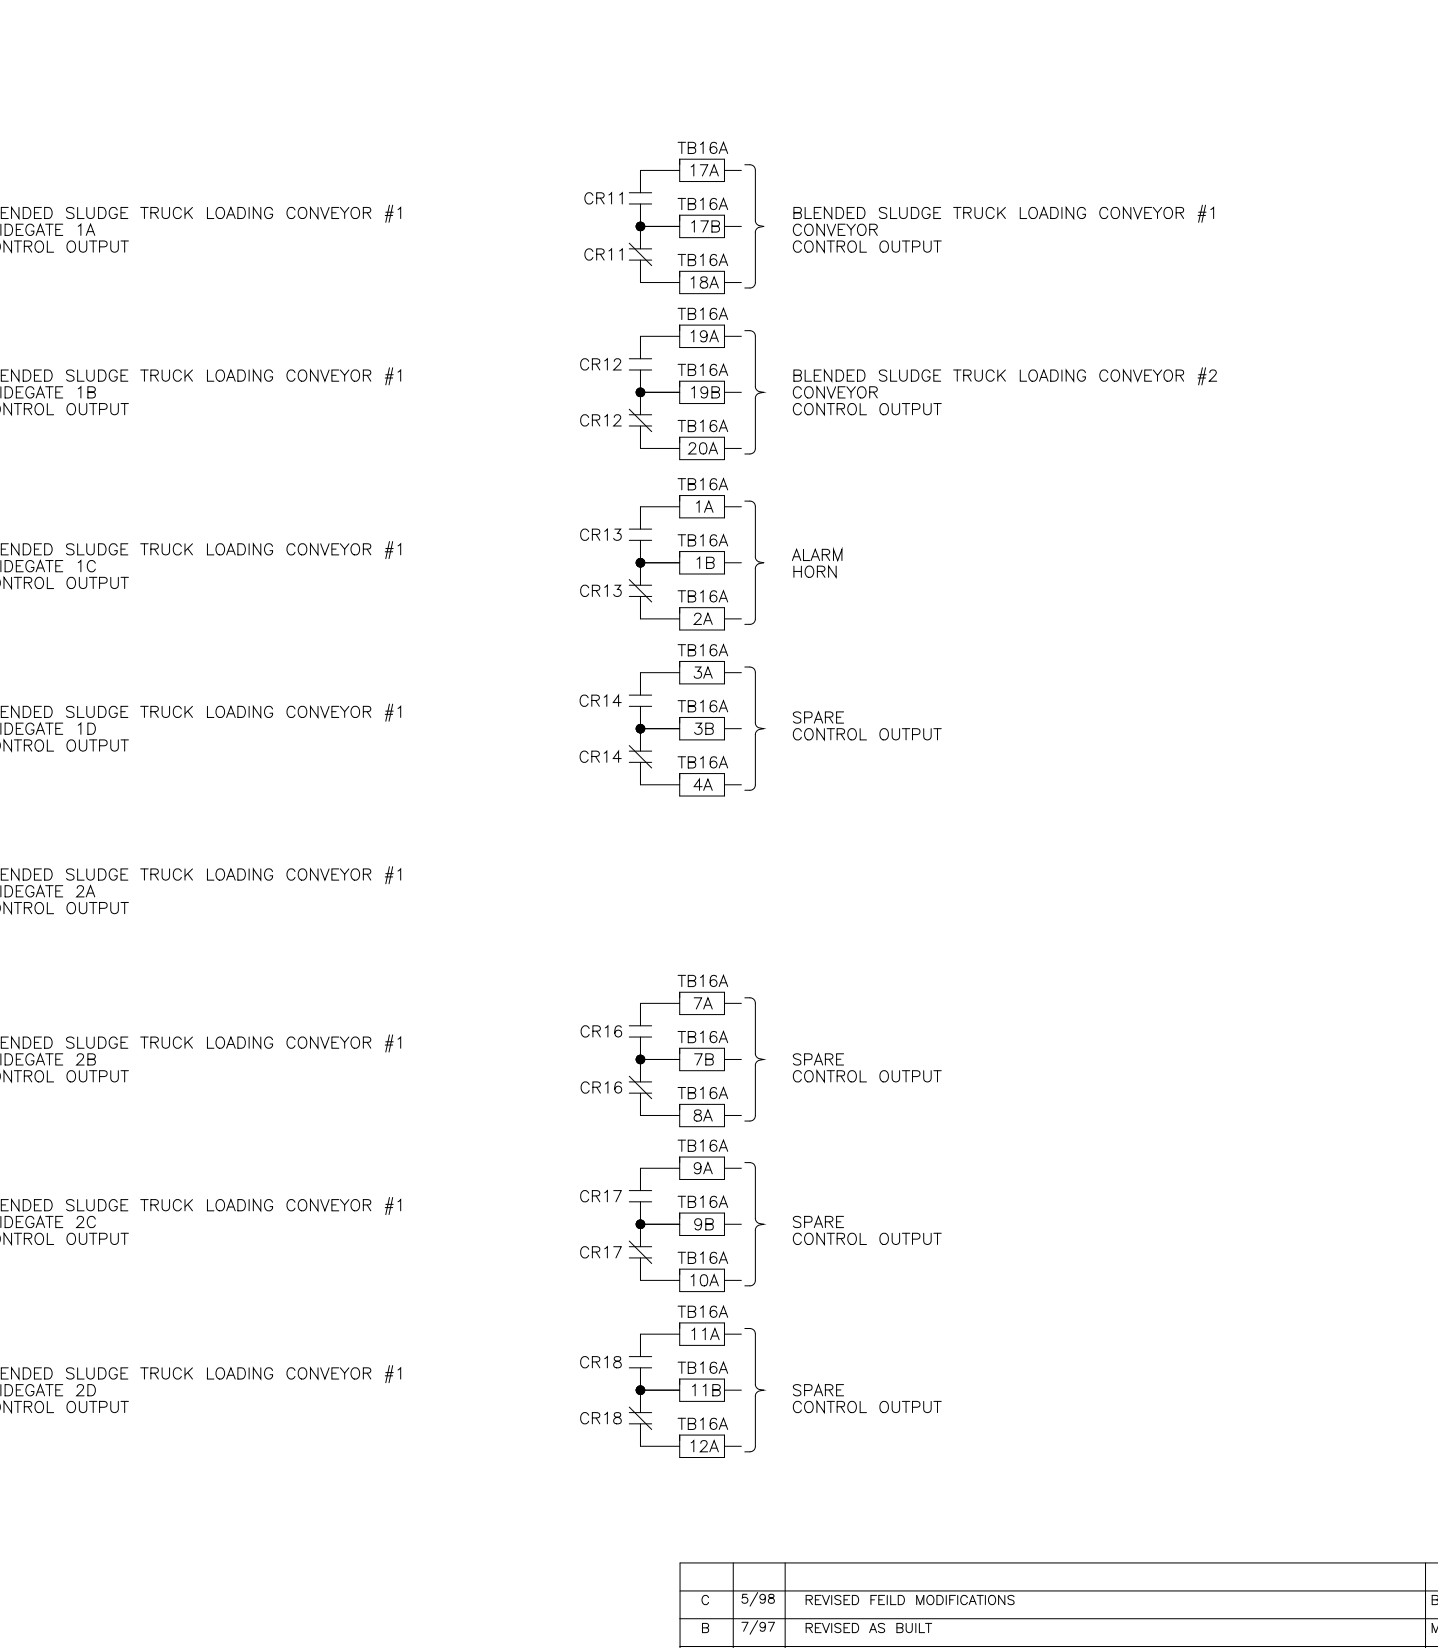 ENDED SLUDGE TRUCK LOADING CONVEYOR #1
IDEGATE 1A
NTROL OUTPUT
ENDED SLUDGE TRUCK LOADING CONVEYOR #1
IDEGATE 1B
NTROL OUTPUT
ENDED SLUDGE TRUCK LOADING CONVEYOR #1
IDEGATE 1C
NTROL OUTPUT
ENDED SLUDGE TRUCK LOADING CONVEYOR #1
IDEGATE 1D
NTROL OUTPUT
ENDED SLUDGE TRUCK LOADING CONVEYOR #1
IDEGATE 2A
NTROL OUTPUT
ENDED SLUDGE TRUCK LOADING CONVEYOR #1
IDEGATE 2B
NTROL OUTPUT
ENDED SLUDGE TRUCK LOADING CONVEYOR #1
IDEGATE 2C
NTROL OUTPUT
ENDED SLUDGE TRUCK LOADING CONVEYOR #1
IDEGATE 2D
NTROL OUTPUT
TB16A
17A
CR11
TB16A
17B
CR11
TB16A
18A
BLENDED SLUDGE TRUCK LOADING CONVEYOR #1
CONVEYOR
CONTROL OUTPUT
TB16A
19A
CR12
TB16A
19B
CR12
TB16A
20A
BLENDED SLUDGE TRUCK LOADING CONVEYOR #2
CONVEYOR
CONTROL OUTPUT
TB16A
1A
CR13
TB16A
1B
CR13
TB16A
2A
ALARM
HORN
TB16A
3A
CR14
TB16A
3B
CR14
TB16A
4A
SPARE
CONTROL OUTPUT
TB16A
7A
CR16
TB16A
7B
CR16
TB16A
8A
SPARE
CONTROL OUTPUT
TB16A
9A
CR17
TB16A
9B
CR17
TB16A
10A
SPARE
CONTROL OUTPUT
TB16A
11A
CR18
TB16A
11B
CR18
TB16A
12A
SPARE
CONTROL OUTPUT
C 5/98 REVISED FEILD MODIFICATIONS
B 7/97 REVISED AS BUILT